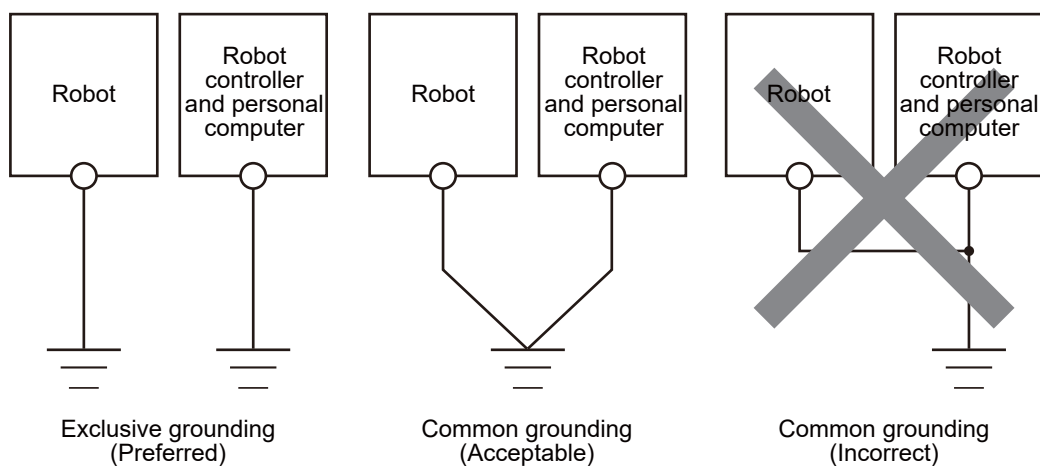 Robot
Robot
controller
and personal
computer
Robot
Robot
controller
and personal
computer
Robot
Robot
controller
and personal
computer
Exclusive grounding
(Preferred)
Common grounding
(Acceptable)
Common grounding
(Incorrect)